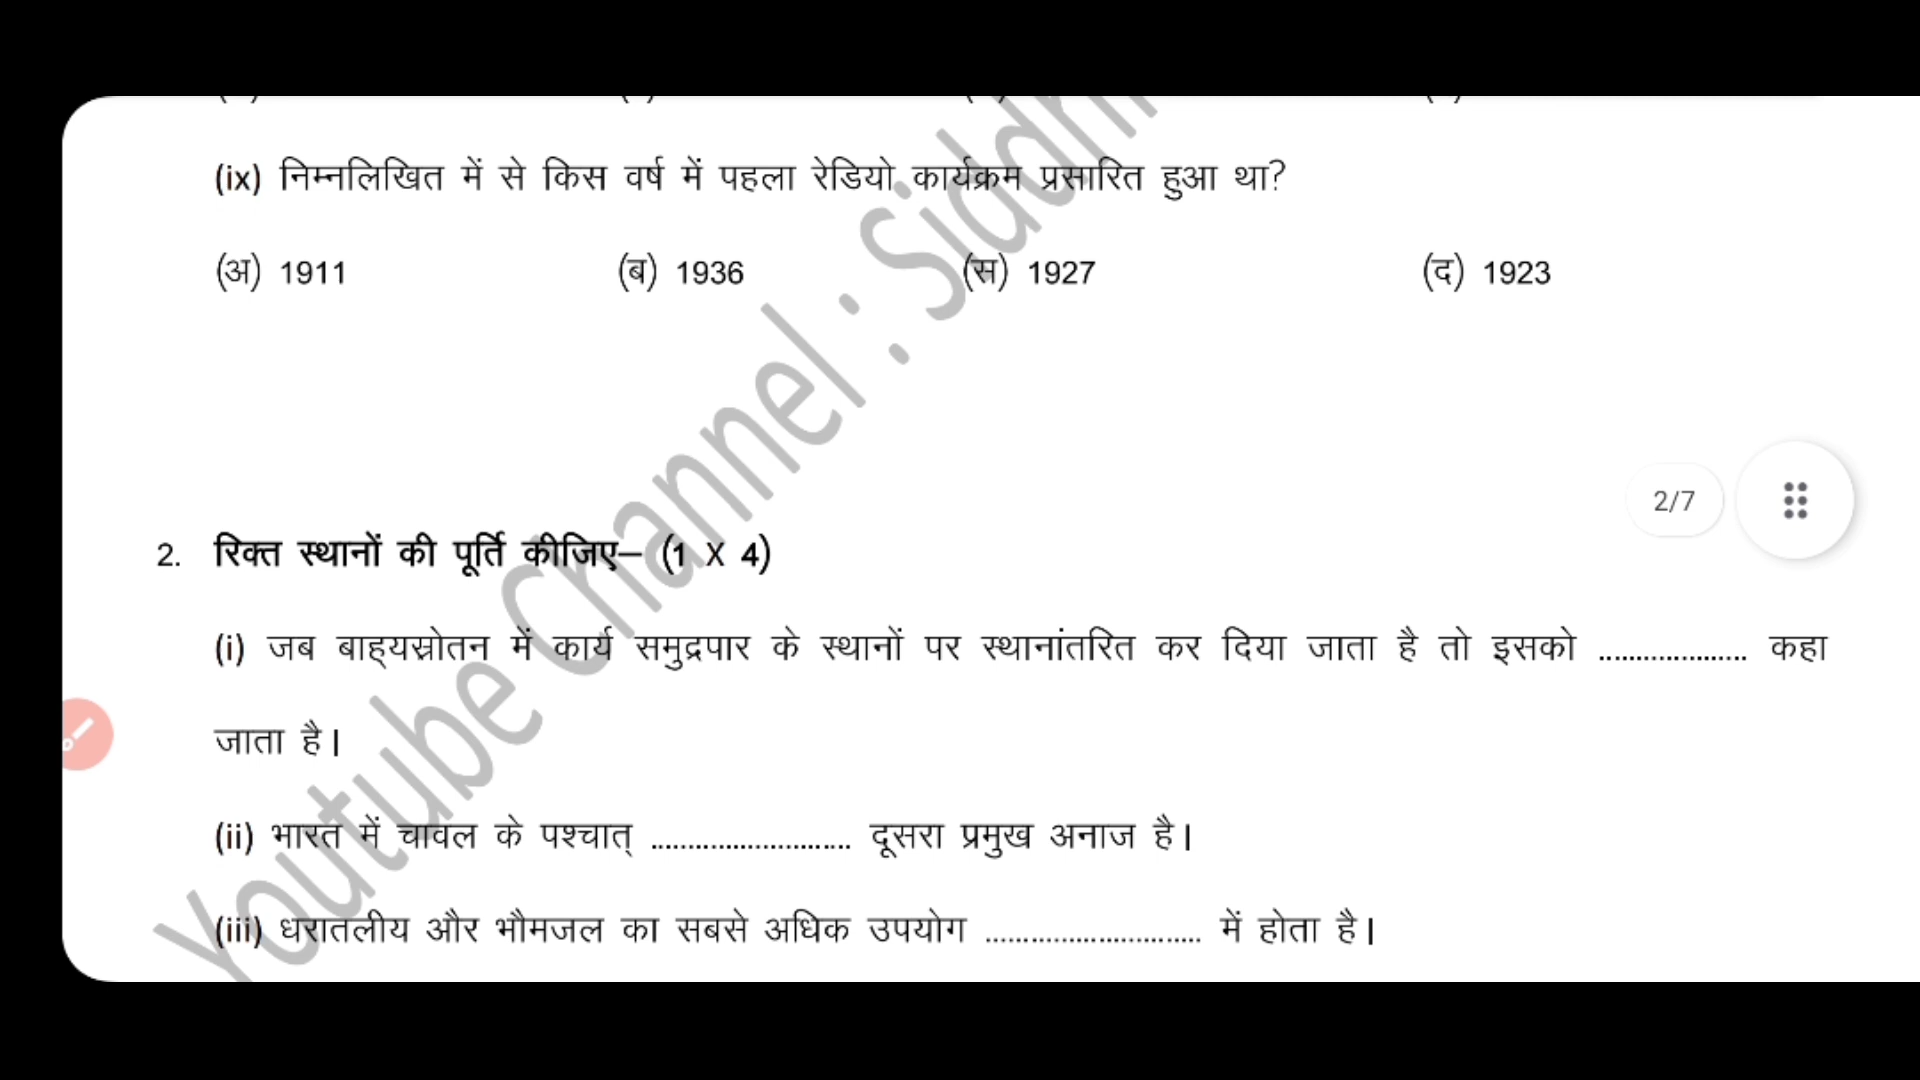 (ix) निम्नलिखित में से किस वर्ष में पहला रेडियो कार्यक्रम प्रसारित हुआ था?
(अ) 1911 (ब) 1936 (स) 1927 (द) 1923
2/7
2. रिक्त स्थानों की पूर्ति कीजिए– (1 X 4)
(i) जब बाह्यस्रोतन में कार्य समुद्रपार के स्थानों पर स्थानांतरित कर दिया जाता है तो इसको .................... कहा
जाता है।
(ii) भारत में चावल के पश्चात् ........................... दूसरा प्रमुख अनाज है।
(iii) धरातलीय और भौमजल का सबसे अधिक उपयोग ............................. में होता है।
Youtube Channel :